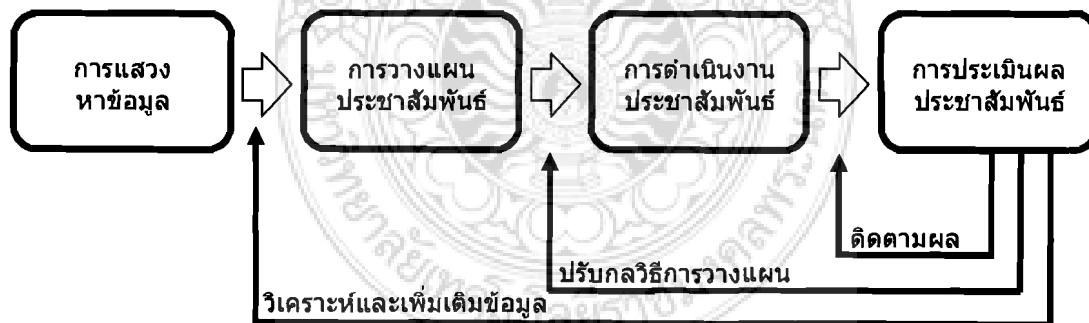 การแสวง
หาข้อมูล
การวางแผน
ประชาสัมพันธ์
การดำเนินงาน
ประชาสัมพันธ์
การประเมินผล
ประชาสัมพันธ์
ติดตามผล
ปรับกลวิธีการวางแผน
วิเคราะห์และเพิ่มเติมข้อมูล